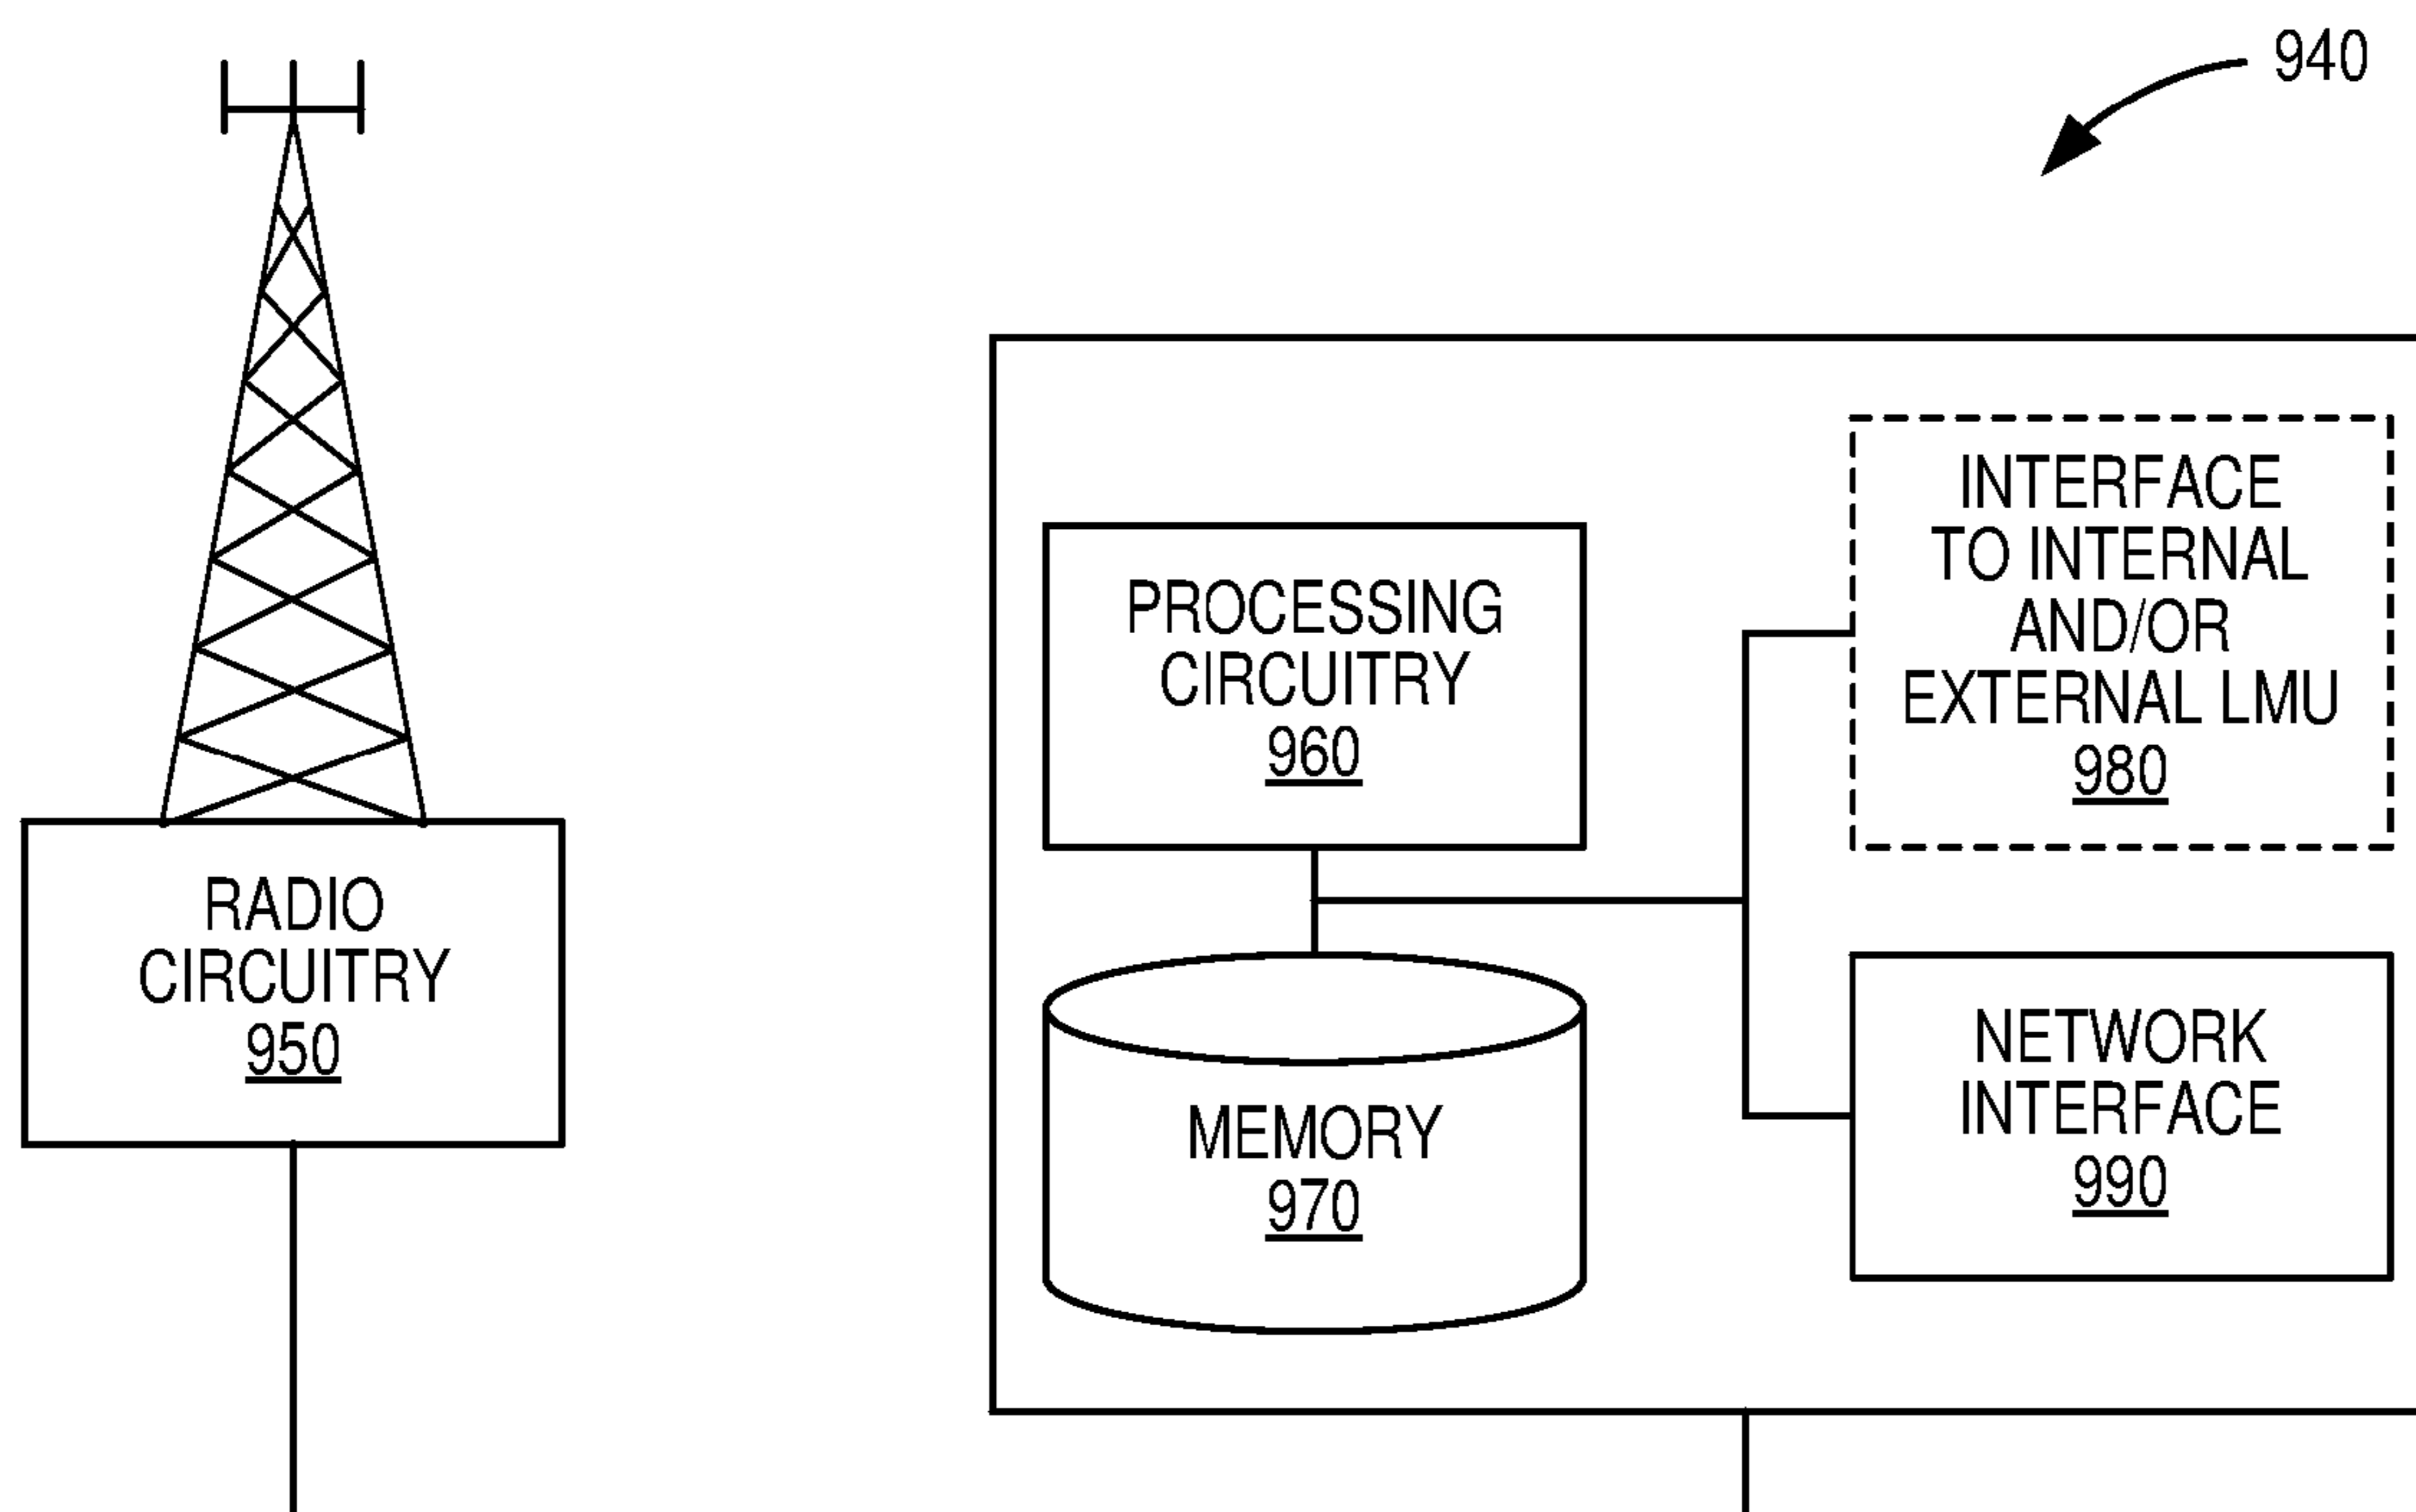 940
INTERFACE
TO INTERNAL
AND/OR
EXTERNAL LMU
980
PROCESSING
CIRCUITRY
960
RADIO
CIRCUITRY
950
MEMORY
970
NETWORK
INTERFACE
990